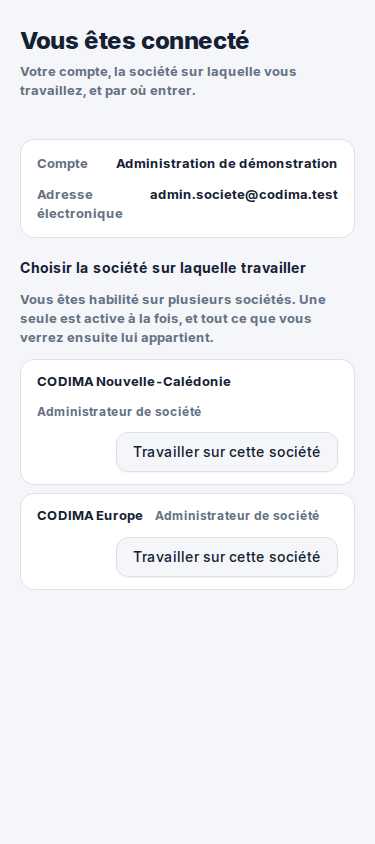 Vous êtes connecté
Votre compte, la société sur laquelle vous
travaillez, et par où entrer.
Compte Administration de démonstration
Adresse admin.societe@codima.test
électronique
Choisir la société sur laquelle travailler
Vous êtes habilité sur plusieurs sociétés. Une
seule est active à la fois, et tout ce que vous
verrez ensuite lui appartient.
CODIMA Nouvelle-Calédonie
Administrateur de société
Travailler sur cette société
CODIMA Europe Administrateur de société
Travailler sur cette société